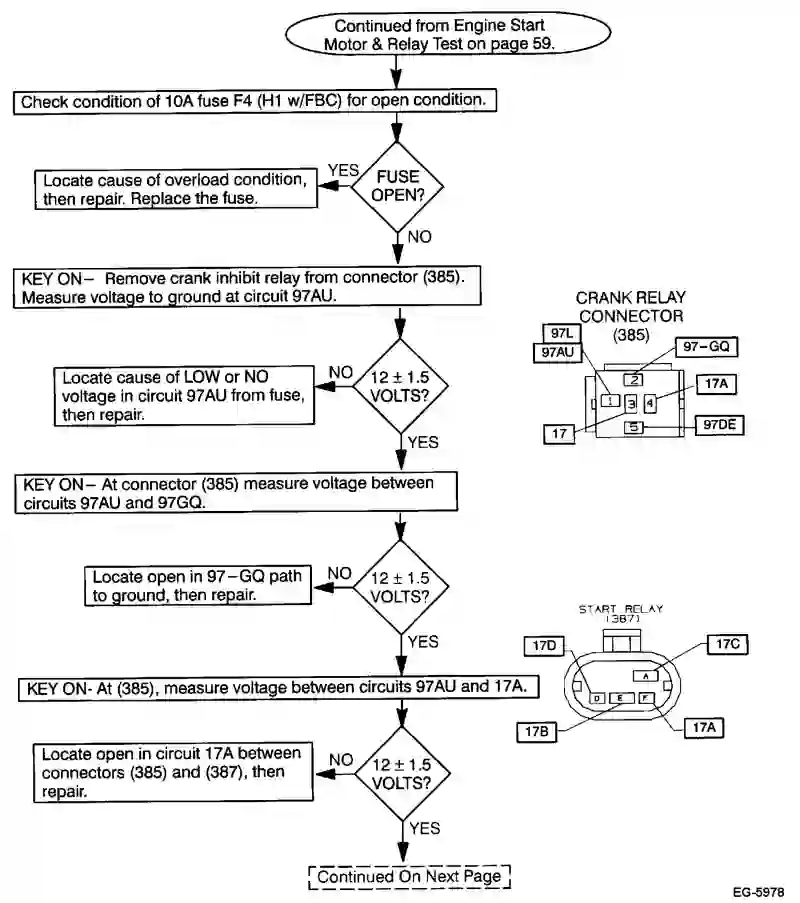 Continued from Engine Start
Motor & Relay Test on page 59.
Check condition of 10A fuse F4 (H1 w/FBC) for open condition.
FUSE
OPEN?
YES
Locate cause of overload condition,
then repair. Replace the fuse.
NO
KEY ON– Remove crank inhibit relay from connector (385).
Measure voltage to ground at circuit 97AU.
12 ± 1.5
VOLTS?
NO
Locate cause of LOW or NO
voltage in circuit 97AU from fuse,
then repair.
YES
KEY ON– At connector (385) measure voltage between
circuits 97AU and 97GQ.
12 ± 1.5
VOLTS?
NO
Locate open in 97–GQ path
to ground, then repair.
YES
KEY ON- At (385), measure voltage between circuits 97AU and 17A.
12 ± 1.5
VOLTS?
NO
Locate open in circuit 17A between
connectors (385) and (387), then
repair.
YES
Continued On Next Page
CRANK RELAY
CONNECTOR
(385)
97L
97AU
97–GQ
17A
2
1
3
4
5
17
97DE
START RELAY
(387)
17D
17C
A
D
E
F
17B
17A
EG-5978